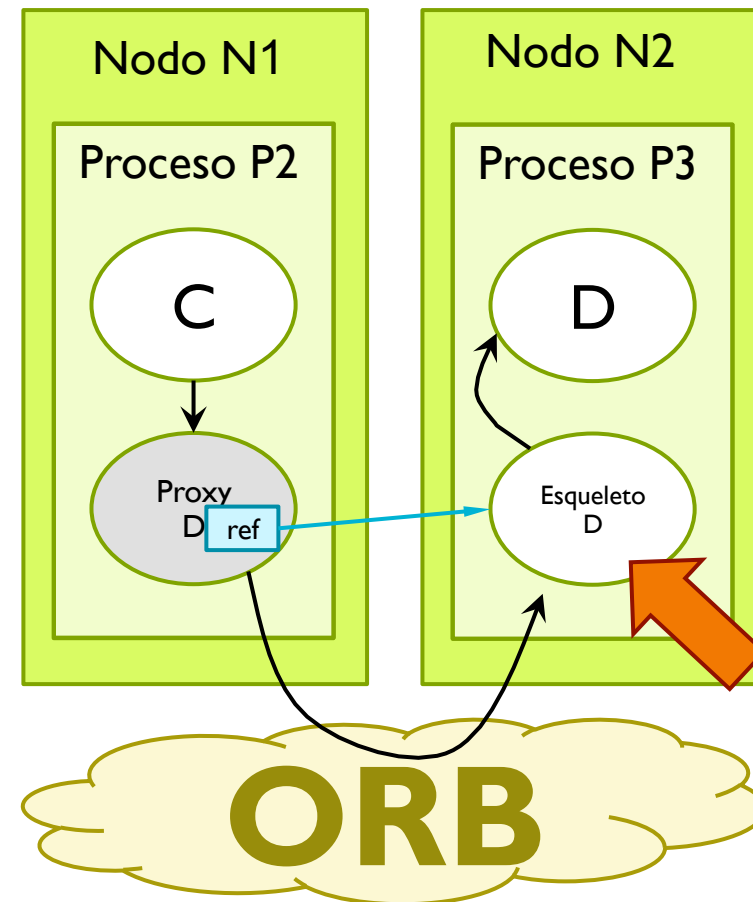 Nodo N1
Proceso P2
C
Proxy
D
ref
Nodo N2
Proceso P3
D
Esqueleto
D
ORB